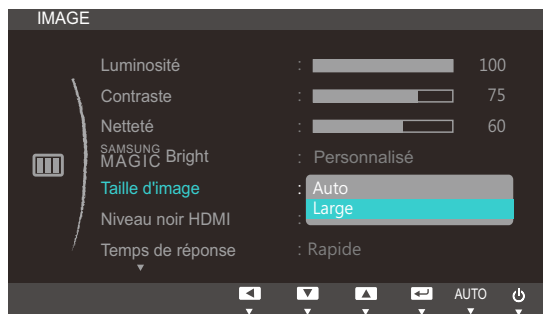 IMAGE
Luminosité : 100
Contraste : 75
Netteté : 60
SAMSUNG MAGIC Bright : Personnalisé
Taille d'image : Auto
Large
Niveau noir HDMI :
Temps de réponse : Rapide
AUTO